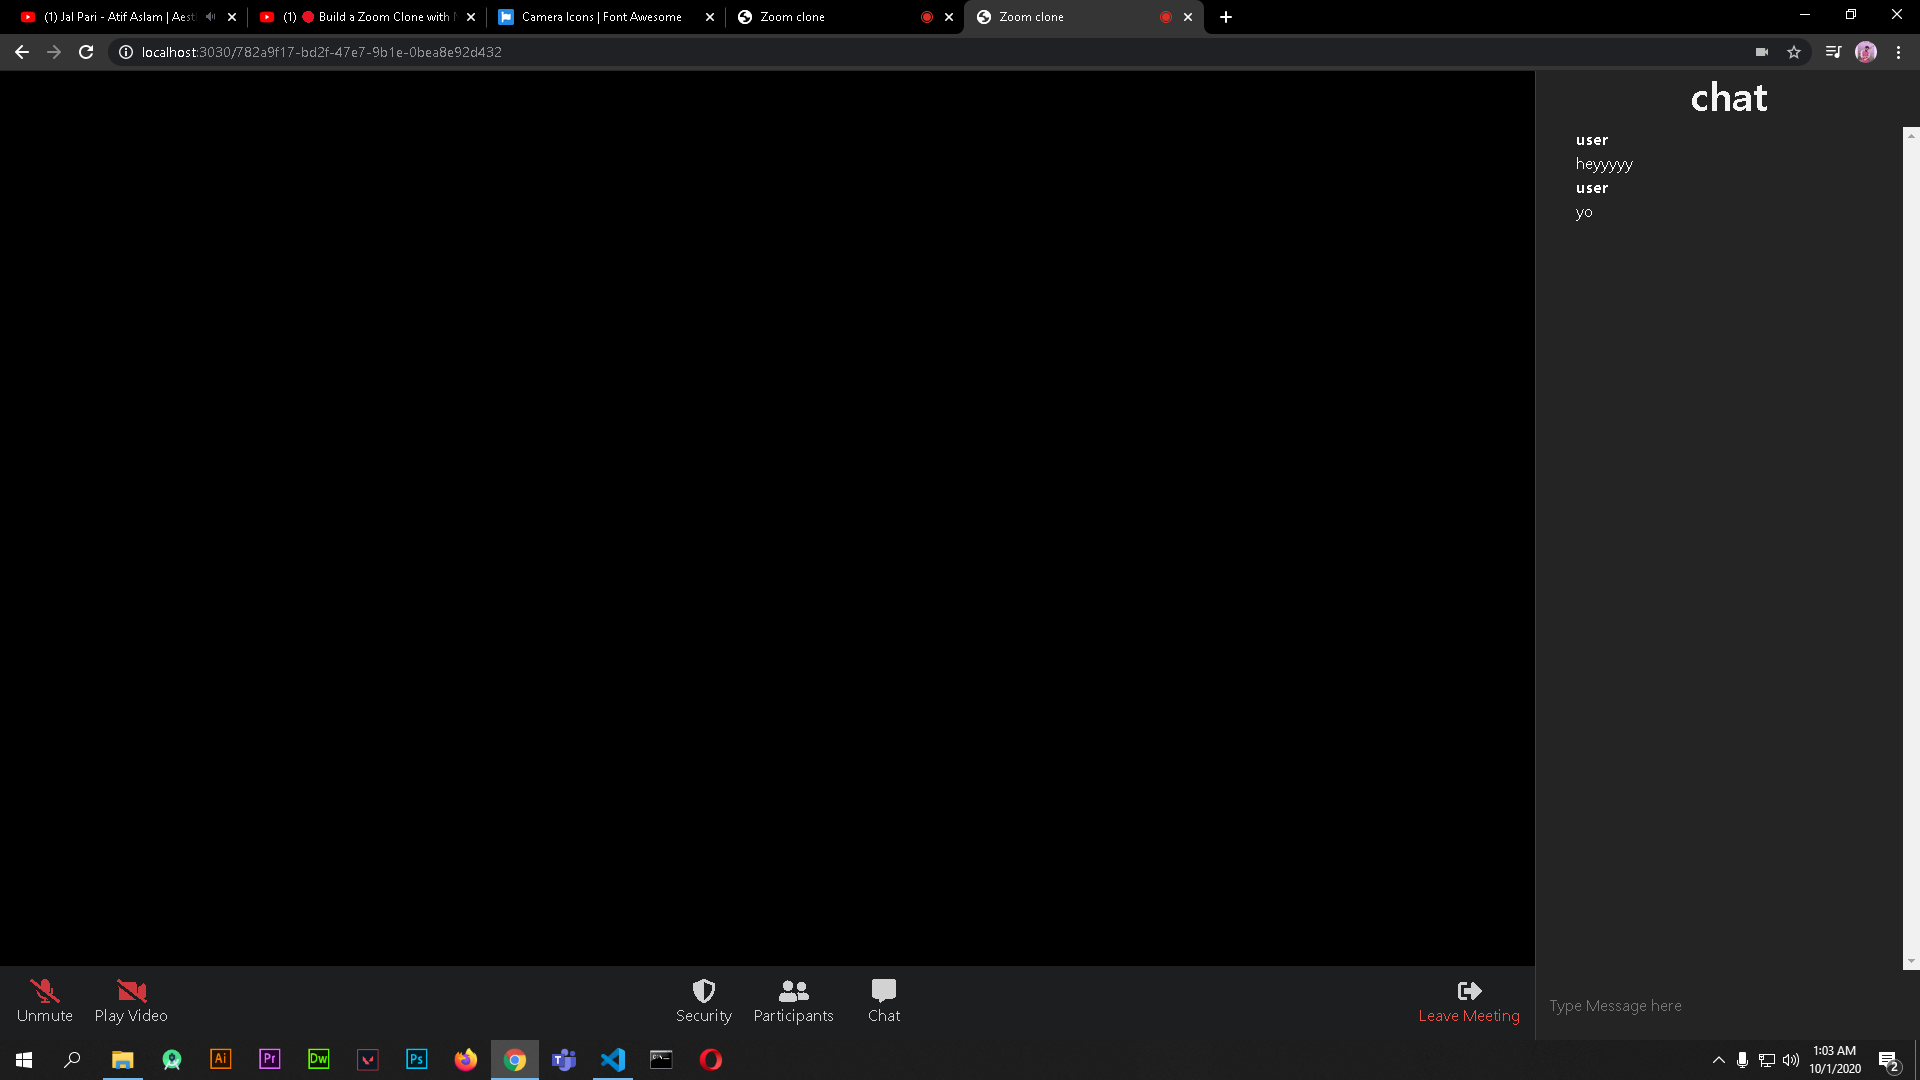 (1) Jal Pari - Atif Aslam | Aest
(1) 🔴 Build a Zoom Clone with N
Camera Icons | Font Awesome
Zoom clone
Zoom clone
localhost:3030/782a9f17-bd2f-47e7-9b1e-0bea8e92d432
chat
user
heyyyyy
user
yo
Unmute
Play Video
Security
Participants
Chat
Leave Meeting
Type Message here
Ai
Pr
Dw
Ps
1:03 AM
10/1/2020
2